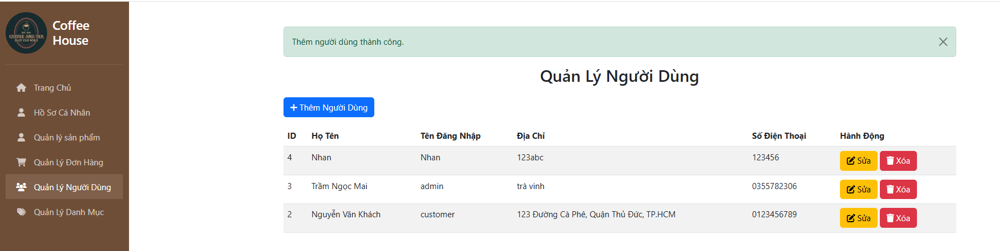 Coffee
House
COFFEE AND TEA
ENJOY YOUR WORLD
Trang Chủ
Hồ Sơ Cá Nhân
Quản lý sản phẩm
Quản Lý Đơn Hàng
Quản Lý Người Dùng
Quản Lý Danh Mục
Thêm người dùng thành công.
Quản Lý Người Dùng
Thêm Người Dùng
ID Họ Tên Tên Đăng Nhập Địa Chỉ Số Điện Thoại Hành Động
4 Nhan Nhan 123abc 123456 Sửa Xóa
3 Trầm Ngọc Mai admin trà vinh 0355782306 Sửa Xóa
2 Nguyễn Văn Khách customer 123 Đường Cà Phê, Quận Thủ Đức, TP.HCM 0123456789 Sửa Xóa